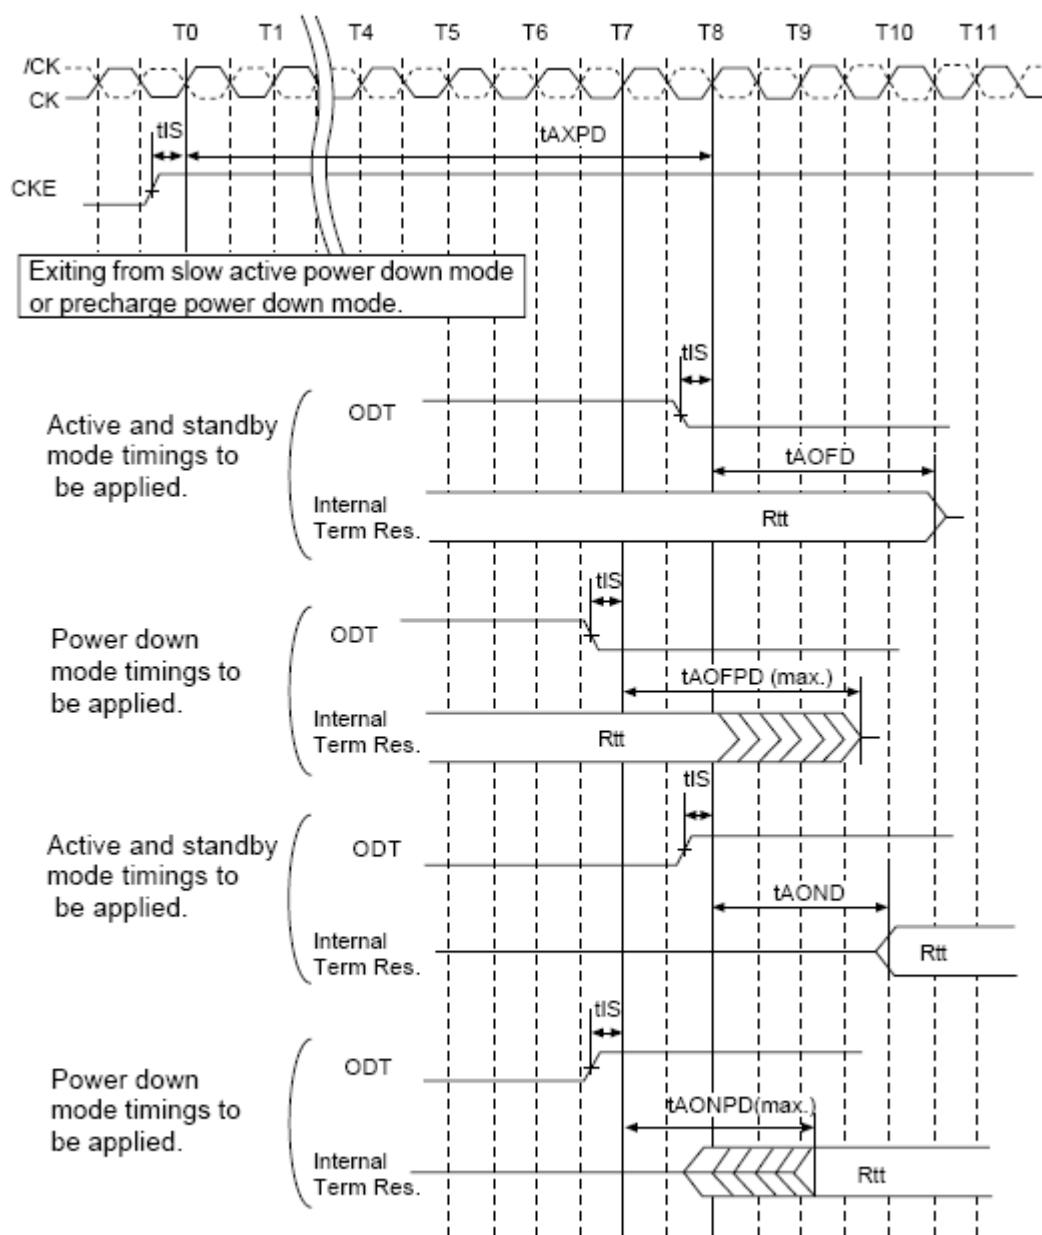 T0 T1 T4 T5 T6 T7 T8 T9 T10 T11
/CK
CK
tIS
tAXPD
CKE
Exiting from slow active power down mode
or precharge power down mode.
tIS
Active and standby
mode timings to
be applied.
ODT
tAOFD
Internal
Term Res.
Rtt
tIS
Power down
mode timings to
be applied.
ODT
tAOFPD (max.)
Internal
Term Res.
Rtt
tIS
Active and standby
mode timings to
be applied.
ODT
tAOND
Internal
Term Res.
Rtt
tIS
Power down
mode timings to
be applied.
ODT
tAONPD(max.)
Internal
Term Res.
Rtt